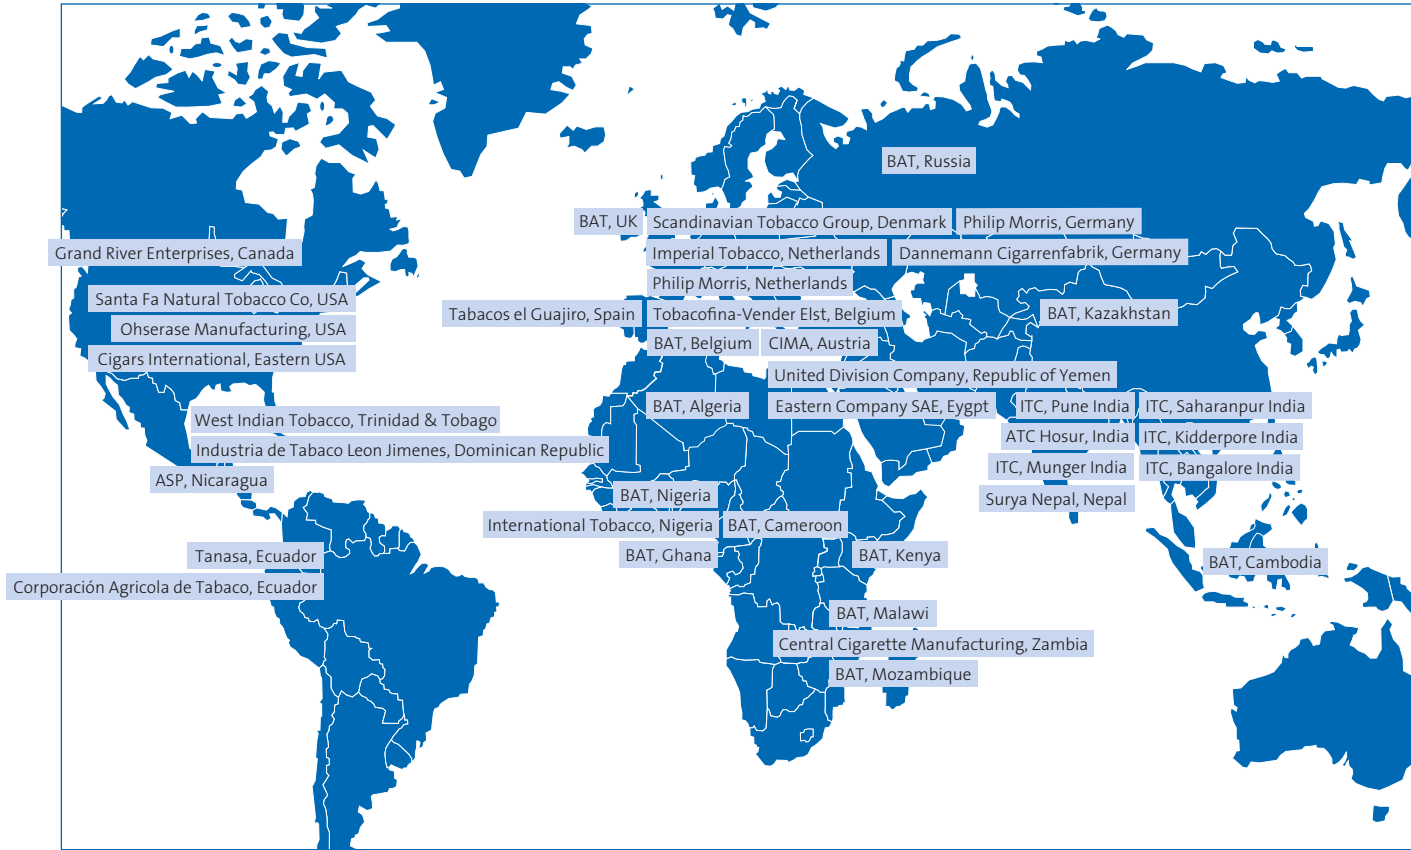 BAT, Russia
BAT, UK
Scandinavian Tobacco Group, Denmark
Philip Morris, Germany
Grand River Enterprises, Canada
Imperial Tobacco, Netherlands
Dannemann Cigarrenfabrik, Germany
Philip Morris, Netherlands
Santa Fa Natural Tobacco Co, USA
Tabacos el Guajiro, Spain
Tobacofina-Vender Elst, Belgium
BAT, Kazakhstan
Ohserase Manufacturing, USA
BAT, Belgium
CIMA, Austria
Cigars International, Eastern USA
United Division Company, Republic of Yemen
BAT, Algeria
Eastern Company SAE, Eygpt
ITC, Pune India
ITC, Saharanpur India
West Indian Tobacco, Trinidad & Tobago
ATC Hosur, India
ITC, Kidderpore India
Industria de Tabaco Leon Jimenes, Dominican Republic
ITC, Munger India
ITC, Bangalore India
ASP, Nicaragua
BAT, Nigeria
Surya Nepal, Nepal
International Tobacco, Nigeria
BAT, Cameroon
Tanasa, Ecuador
BAT, Ghana
BAT, Kenya
BAT, Cambodia
Corporación Agricola de Tabaco, Ecuador
BAT, Malawi
Central Cigarette Manufacturing, Zambia
BAT, Mozambique